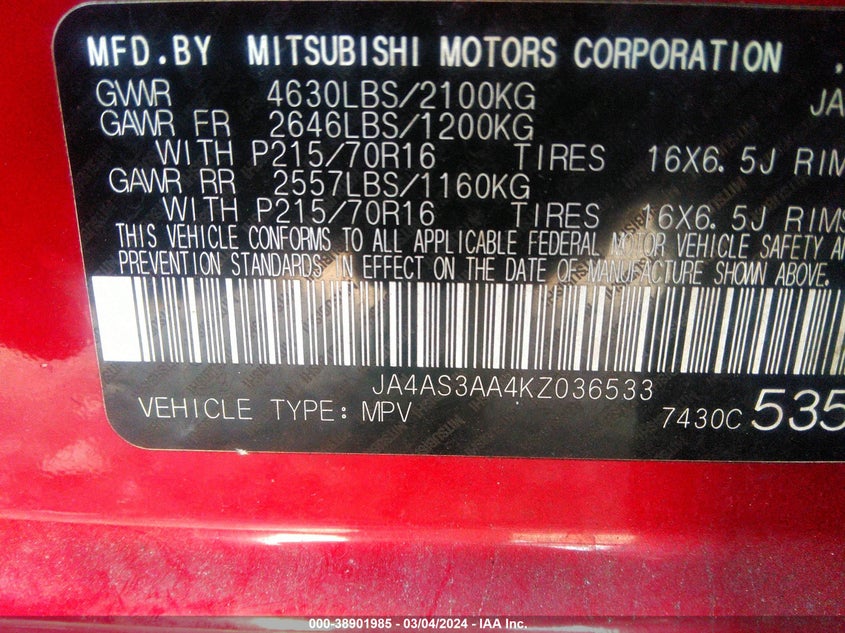 MFD.BY MITSUBISHI MOTORS CORPORATION
GVWR 4630LBS/2100KG JA
GAWR FR 2646LBS/1200KG
WITH P215/70R16 TIRES 16X6.5J RIM
GAWR RR 2557LBS/1160KG
WITH P215/70R16 TIRES 16X6.5J RIMS
THIS VEHICLE CONFORMS TO ALL APPLICABLE FEDERAL MOTOR VEHICLE SAFETY AN
PREVENTION STANDARDS IN EFFECT ON THE DATE OF MANUFACTURE SHOWN ABOVE.
JA4AS3AA4KZ036533
VEHICLE TYPE: MPV 7430C 535
000-38901985 - 03/04/2024 - IAA Inc.